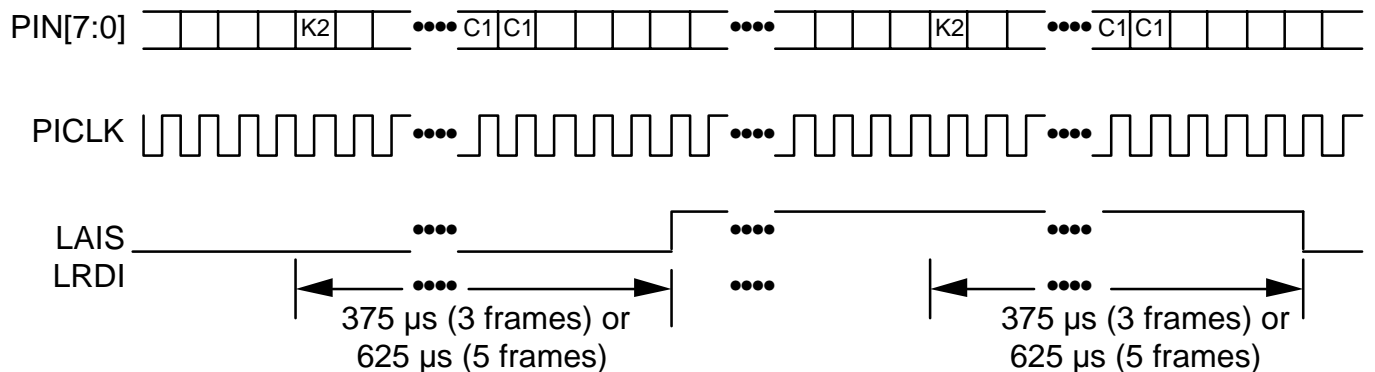 PIN[7:0] K2 C1 C1 K2 C1 C1
PICLK
LAIS
LRDI
375 µs (3 frames) or
625 µs (5 frames)
375 µs (3 frames) or
625 µs (5 frames)